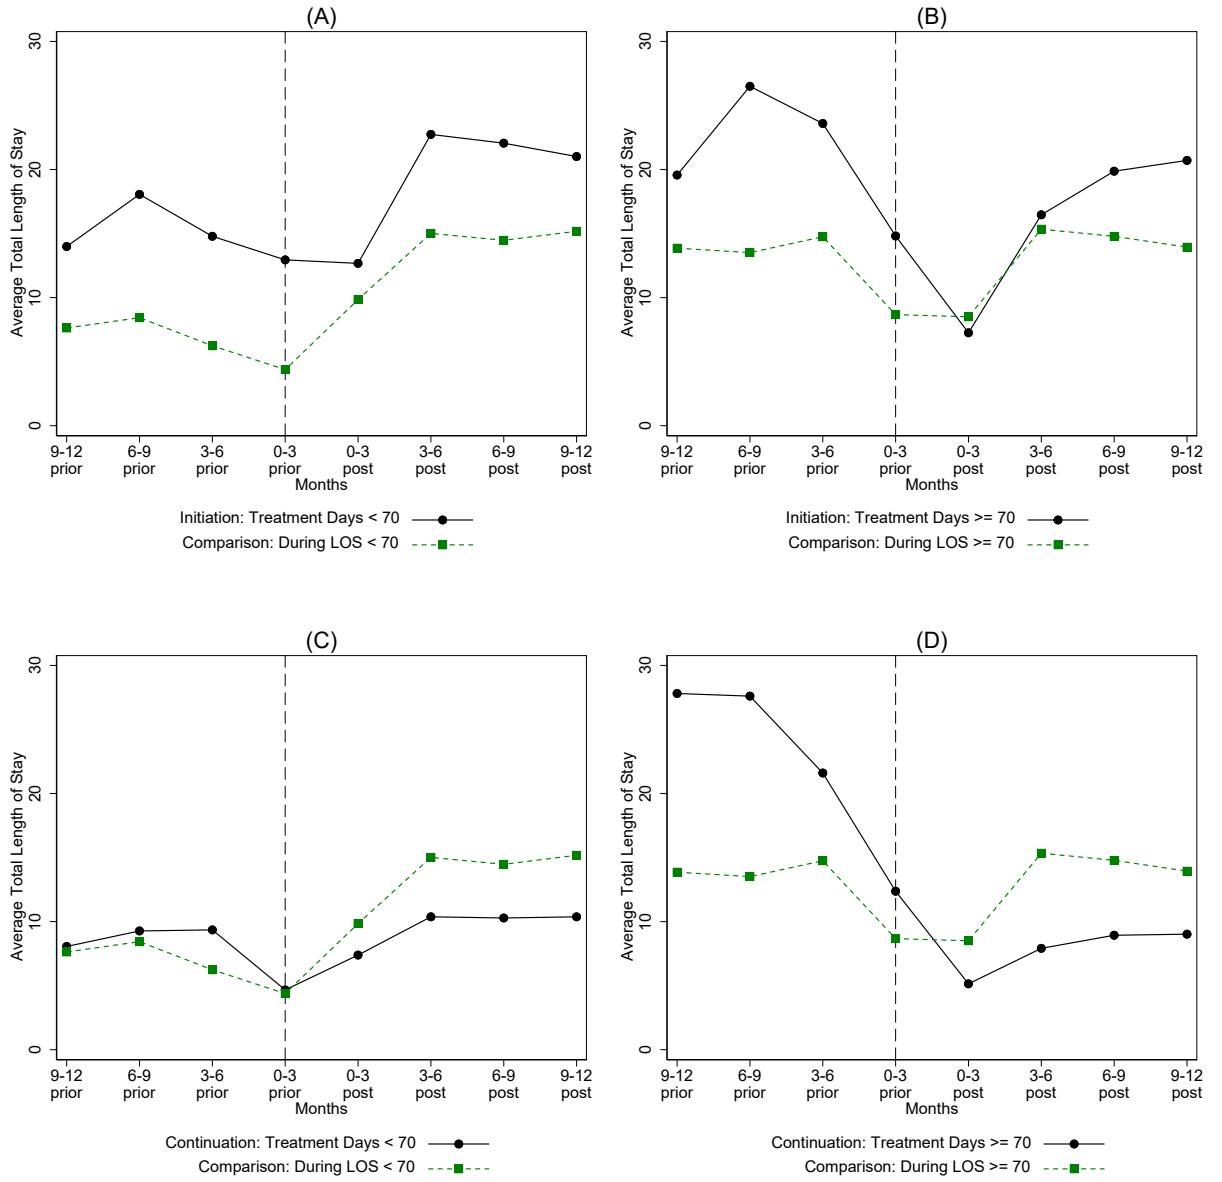 (A)
Average Total Length of Stay
30
20
10
0
9-12 6-9 3-6 0-3 0-3 3-6 6-9 9-12
prior prior prior prior post post post post
Months
Initiation: Treatment Days < 70
Comparison: During LOS < 70
(B)
Average Total Length of Stay
30
20
10
0
9-12 6-9 3-6 0-3 0-3 3-6 6-9 9-12
prior prior prior prior post post post post
Months
Initiation: Treatment Days >= 70
Comparison: During LOS >= 70
(C)
Average Total Length of Stay
30
20
10
0
9-12 6-9 3-6 0-3 0-3 3-6 6-9 9-12
prior prior prior prior post post post post
Months
Continuation: Treatment Days < 70
Comparison: During LOS < 70
(D)
Average Total Length of Stay
30
20
10
0
9-12 6-9 3-6 0-3 0-3 3-6 6-9 9-12
prior prior prior prior post post post post
Months
Continuation: Treatment Days >= 70
Comparison: During LOS >= 70